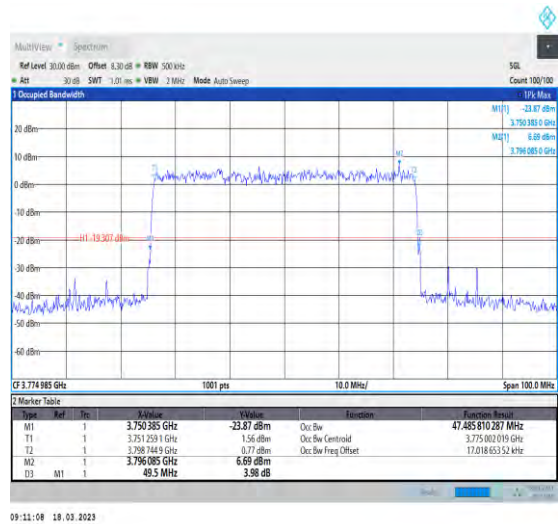 MultiView Spectrum
Ref Level 30.00 dBm Offset 8.30 dB RBW 500 kHz SGL
Att 30 dB SWT 1.01 ms VBW 2 MHz Mode Auto Sweep Count 100/100
1 Occupied Bandwidth 1Pk Max
M1[1] -23.87 dBm
3.750 385 0 GHz
M2[1] 6.69 dBm
3.796 085 0 GHz
20 dBm
10 dBm
M2
0 dBm
-10 dBm
H1 -19.307 dBm
-20 dBm
-30 dBm
-40 dBm
-50 dBm
-60 dBm
CF 3.774 985 GHz 1001 pts 10.0 MHz/ Span 100.0 MHz
2 Marker Table
Type Ref Trc X-Value Y-Value Function Function Result
M1 1 3.750 385 GHz -23.87 dBm Occ Bw 47.485 810 287 MHz
T1 1 3.751 259 1 GHz 1.56 dBm Occ Bw Centroid 3.775 002 019 GHz
T2 1 3.798 744 9 GHz 0.77 dBm Occ Bw Freq Offset 17.018 653 52 kHz
M2 1 3.796 085 GHz 6.69 dBm
D3 M1 1 49.5 MHz 3.98 dB
09:11:08 18.03.2023